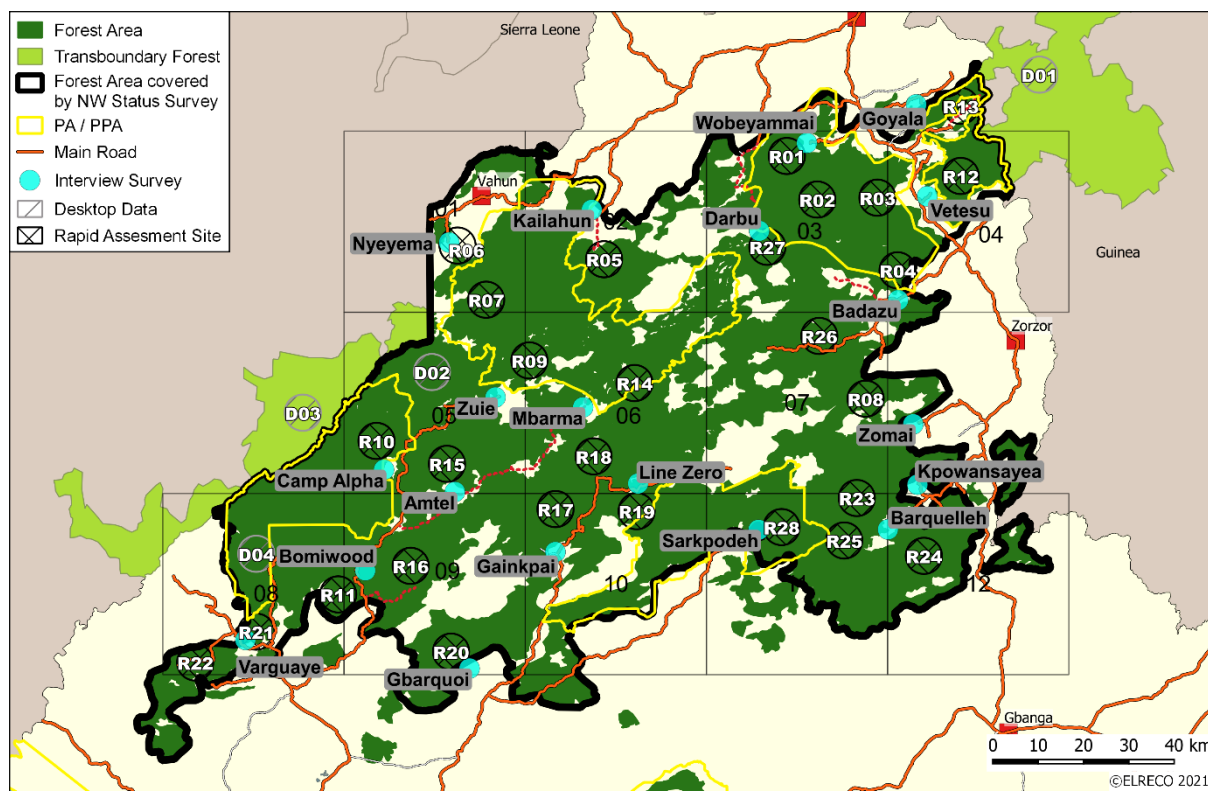 Forest Area
Transboundary Forest
Forest Area covered
by NW Status Survey
PA / PPA
Main Road
Interview Survey
Desktop Data
Rapid Assesment Site
Sierra Leone
D01
R13
Goyala
Wobeyammai
R01
R12
R02
R03
Vetesu
Vahun
01
Kailahun
02
Darbu
03
04
Nyeyema
R06
R27
R05
R04
Guinea
R07
Badazu
Zorzor
R26
R09
D02
R14
R08
D03
Zuie
05
Mbarma
06
07
Zomai
R10
R15
R18
Line Zero
Kpowansayea
Camp Alpha
Amtel
R17
R19
R23
Barquelleh
Sarkpodeh
R28
R25
R24
D04
Bomiwood
R16
09
Gainkpai
10
1
12
08
R11
R21
Varguaye
R20
R22
Gbarquoi
Gbanga
0 10 20 30 40 km
©ELRECO 2021